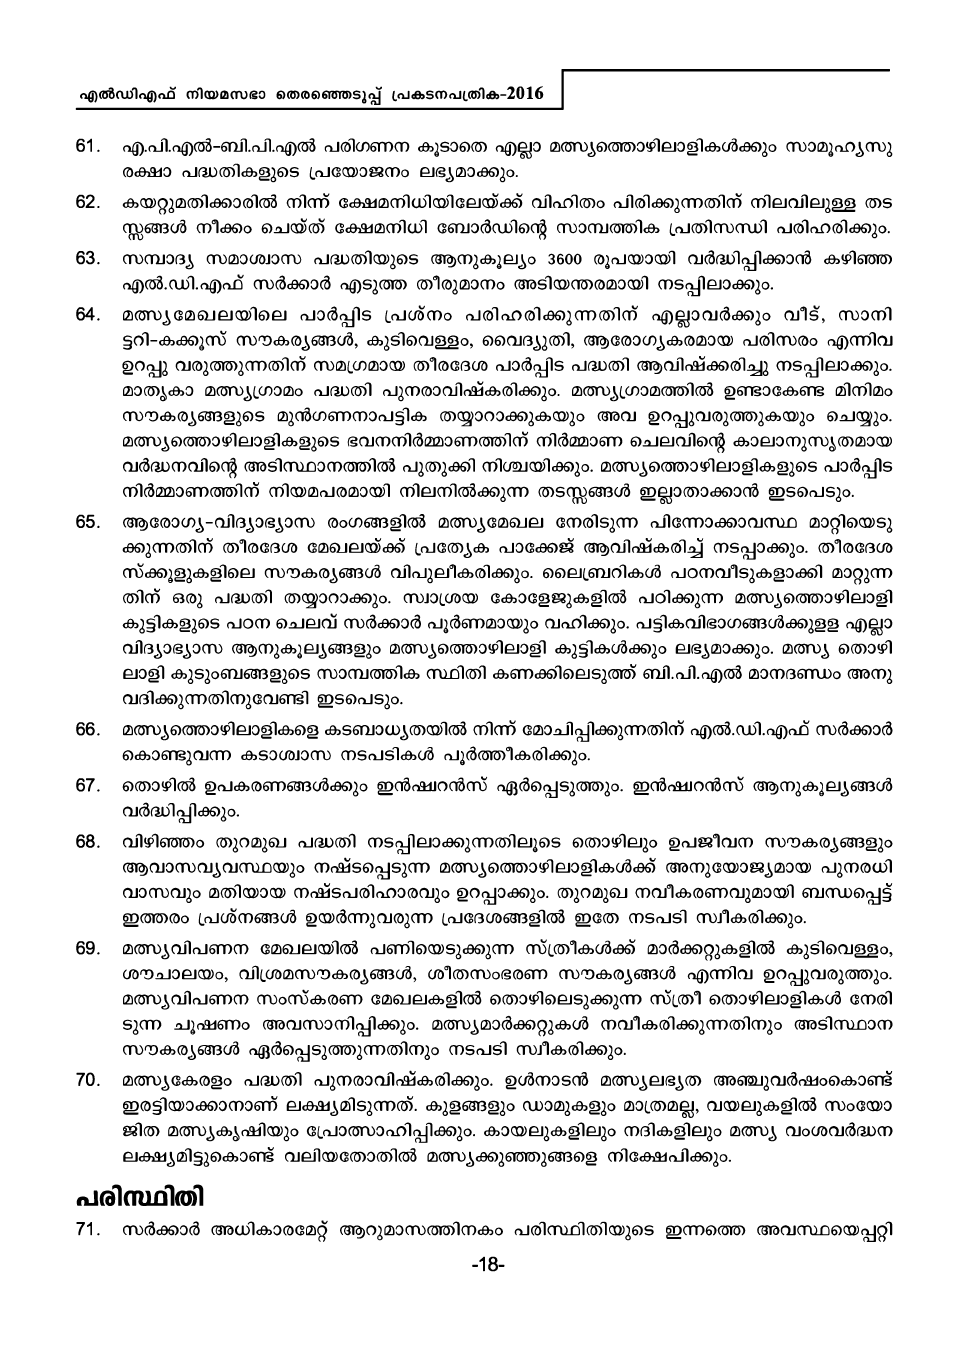 എൽഡിഎഫ് നിയമസഭാ തെരഞ്ഞെടുപ്പ് പ്രകടനപത്രിക-2016
61. എ.പി.എൽ-ബി.പി.എൽ പരിഗണന കൂടാതെ എല്ലാ മത്സ്യത്തൊഴിലാളികൾക്കും സാമൂഹ്യസു
രക്ഷാ പദ്ധതികളുടെ പ്രയോജനം ലഭ്യമാക്കും.
62. കയറ്റുമതിക്കാരിൽ നിന്ന് ക്ഷേമനിധിയിലേയ്ക്ക് വിഹിതം പിരിക്കുന്നതിന് നിലവിലുള്ള തട
സ്സങ്ങൾ നീക്കം ചെയ്ത് ക്ഷേമനിധി ബോർഡിന്റെ സാമ്പത്തിക പ്രതിസന്ധി പരിഹരിക്കും.
63. സമ്പാദ്യ സമാശ്വാസ പദ്ധതിയുടെ ആനുകൂല്യം 3600 രൂപയായി വർദ്ധിപ്പിക്കാൻ കഴിഞ്ഞ
എൽ.ഡി.എഫ് സർക്കാർ എടുത്ത തീരുമാനം അടിയന്തരമായി നടപ്പിലാക്കും.
64. മത്സ്യമേഖലയിലെ പാർപ്പിട പ്രശ്നം പരിഹരിക്കുന്നതിന് എല്ലാവർക്കും വീട്, സാനി
ട്ടറി-കക്കൂസ് സൗകര്യങ്ങൾ, കുടിവെള്ളം, വൈദ്യുതി, ആരോഗ്യകരമായ പരിസരം എന്നിവ
ഉറപ്പു വരുത്തുന്നതിന് സമഗ്രമായ തീരദേശ പാർപ്പിട പദ്ധതി ആവിഷ്ക്കരിച്ചു നടപ്പിലാക്കും.
മാതൃകാ മത്സ്യഗ്രാമം പദ്ധതി പുനരാവിഷ്കരിക്കും. മത്സ്യഗ്രാമത്തിൽ ഉണ്ടാകേണ്ട മിനിമം
സൗകര്യങ്ങളുടെ മുൻഗണനാപട്ടിക തയ്യാറാക്കുകയും അവ ഉറപ്പുവരുത്തുകയും ചെയ്യും.
മത്സ്യത്തൊഴിലാളികളുടെ ഭവനനിർമ്മാണത്തിന് നിർമ്മാണ ചെലവിന്റെ കാലാനുസൃതമായ
വർദ്ധനവിന്റെ അടിസ്ഥാനത്തിൽ പുതുക്കി നിശ്ചയിക്കും. മത്സ്യത്തൊഴിലാളികളുടെ പാർപ്പിട
നിർമ്മാണത്തിന് നിയമപരമായി നിലനിൽക്കുന്ന തടസ്സങ്ങൾ ഇല്ലാതാക്കാൻ ഇടപെടും.
65. ആരോഗ്യ-വിദ്യാഭ്യാസ രംഗങ്ങളിൽ മത്സ്യമേഖല നേരിടുന്ന പിന്നോക്കാവസ്ഥ മാറ്റിയെടു
ക്കുന്നതിന് തീരദേശ മേഖലയ്ക്ക് പ്രത്യേക പാക്കേജ് ആവിഷ്കരിച്ച് നടപ്പാക്കും. തീരദേശ
സ്ക്കൂളുകളിലെ സൗകര്യങ്ങൾ വിപുലീകരിക്കും. ലൈബ്രറികൾ പഠനവീടുകളാക്കി മാറ്റുന്ന
തിന് ഒരു പദ്ധതി തയ്യാറാക്കും. സ്വാശ്രയ കോളേജുകളിൽ പഠിക്കുന്ന മത്സ്യത്തൊഴിലാളി
കുട്ടികളുടെ പഠന ചെലവ് സർക്കാർ പൂർണമായും വഹിക്കും. പട്ടികവിഭാഗങ്ങൾക്കുളള എല്ലാ
വിദ്യാഭ്യാസ ആനുകൂല്യങ്ങളും മത്സ്യത്തൊഴിലാളി കുട്ടികൾക്കും ലഭ്യമാക്കും. മത്സ്യ തൊഴി
ലാളി കുടുംബങ്ങളുടെ സാമ്പത്തിക സ്ഥിതി കണക്കിലെടുത്ത് ബി.പി.എൽ മാനദണ്ഡം അനു
വദിക്കുന്നതിനുവേണ്ടി ഇടപെടും.
66. മത്സ്യത്തൊഴിലാളികളെ കടബാധ്യതയിൽ നിന്ന് മോചിപ്പിക്കുന്നതിന് എൽ.ഡി.എഫ് സർക്കാർ
കൊണ്ടുവന്ന കടാശ്വാസ നടപടികൾ പൂർത്തീകരിക്കും.
67. തൊഴിൽ ഉപകരണങ്ങൾക്കും ഇൻഷ്വറൻസ് ഏർപ്പെടുത്തും. ഇൻഷ്വറൻസ് ആനുകൂല്യങ്ങൾ
വർദ്ധിപ്പിക്കും.
68. വിഴിഞ്ഞം തുറമുഖ പദ്ധതി നടപ്പിലാക്കുന്നതിലൂടെ തൊഴിലും ഉപജീവന സൗകര്യങ്ങളും
ആവാസവ്യവസ്ഥയും നഷ്ടപ്പെടുന്ന മത്സ്യത്തൊഴിലാളികൾക്ക് അനുയോജ്യമായ പുനരധി
വാസവും മതിയായ നഷ്ടപരിഹാരവും ഉറപ്പാക്കും. തുറമുഖ നവീകരണവുമായി ബന്ധപ്പെട്ട്
ഇത്തരം പ്രശ്നങ്ങൾ ഉയർന്നുവരുന്ന പ്രദേശങ്ങളിൽ ഇതേ നടപടി സ്വീകരിക്കും.
69. മത്സ്യവിപണന മേഖലയിൽ പണിയെടുക്കുന്ന സ്ത്രീകൾക്ക് മാർക്കറ്റുകളിൽ കുടിവെള്ളം,
ശൗചാലയം, വിശ്രമസൗകര്യങ്ങൾ, ശീതസംഭരണ സൗകര്യങ്ങൾ എന്നിവ ഉറപ്പുവരുത്തും.
മത്സ്യവിപണന സംസ്കരണ മേഖലകളിൽ തൊഴിലെടുക്കുന്ന സ്ത്രീ തൊഴിലാളികൾ നേരി
ടുന്ന ചൂഷണം അവസാനിപ്പിക്കും. മത്സ്യമാർക്കറ്റുകൾ നവീകരിക്കുന്നതിനും അടിസ്ഥാന
സൗകര്യങ്ങൾ ഏർപ്പെടുത്തുന്നതിനും നടപടി സ്വീകരിക്കും.
70. മത്സ്യകേരളം പദ്ധതി പുനരാവിഷ്കരിക്കും. ഉൾനാടൻ മത്സ്യലഭ്യത അഞ്ചുവർഷംകൊണ്ട്
ഇരട്ടിയാക്കാനാണ് ലക്ഷ്യമിടുന്നത്. കുളങ്ങളും ഡാമുകളും മാത്രമല്ല, വയലുകളിൽ സംയോ
ജിത മത്സ്യകൃഷിയും പ്രോത്സാഹിപ്പിക്കും. കായലുകളിലും നദികളിലും മത്സ്യ വംശവർദ്ധന
ലക്ഷ്യമിട്ടുകൊണ്ട് വലിയതോതിൽ മത്സ്യക്കുഞ്ഞുങ്ങളെ നിക്ഷേപിക്കും.
പരിസ്ഥിതി
71. സർക്കാർ അധികാരമേറ്റ് ആറുമാസത്തിനകം പരിസ്ഥിതിയുടെ ഇന്നത്തെ അവസ്ഥയെപ്പറ്റി
-18-